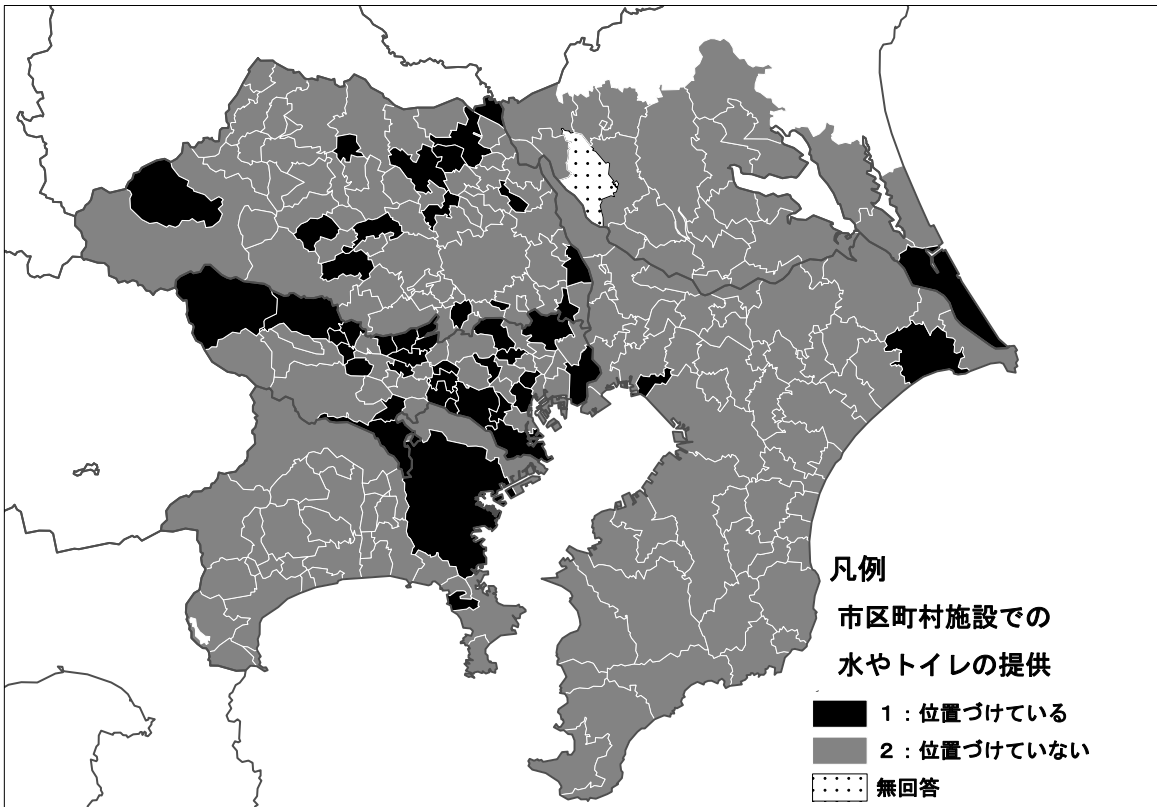 凡例
市区町村施設での
水やトイレの提供
1:位置づけている
2:位置づけていない
無回答